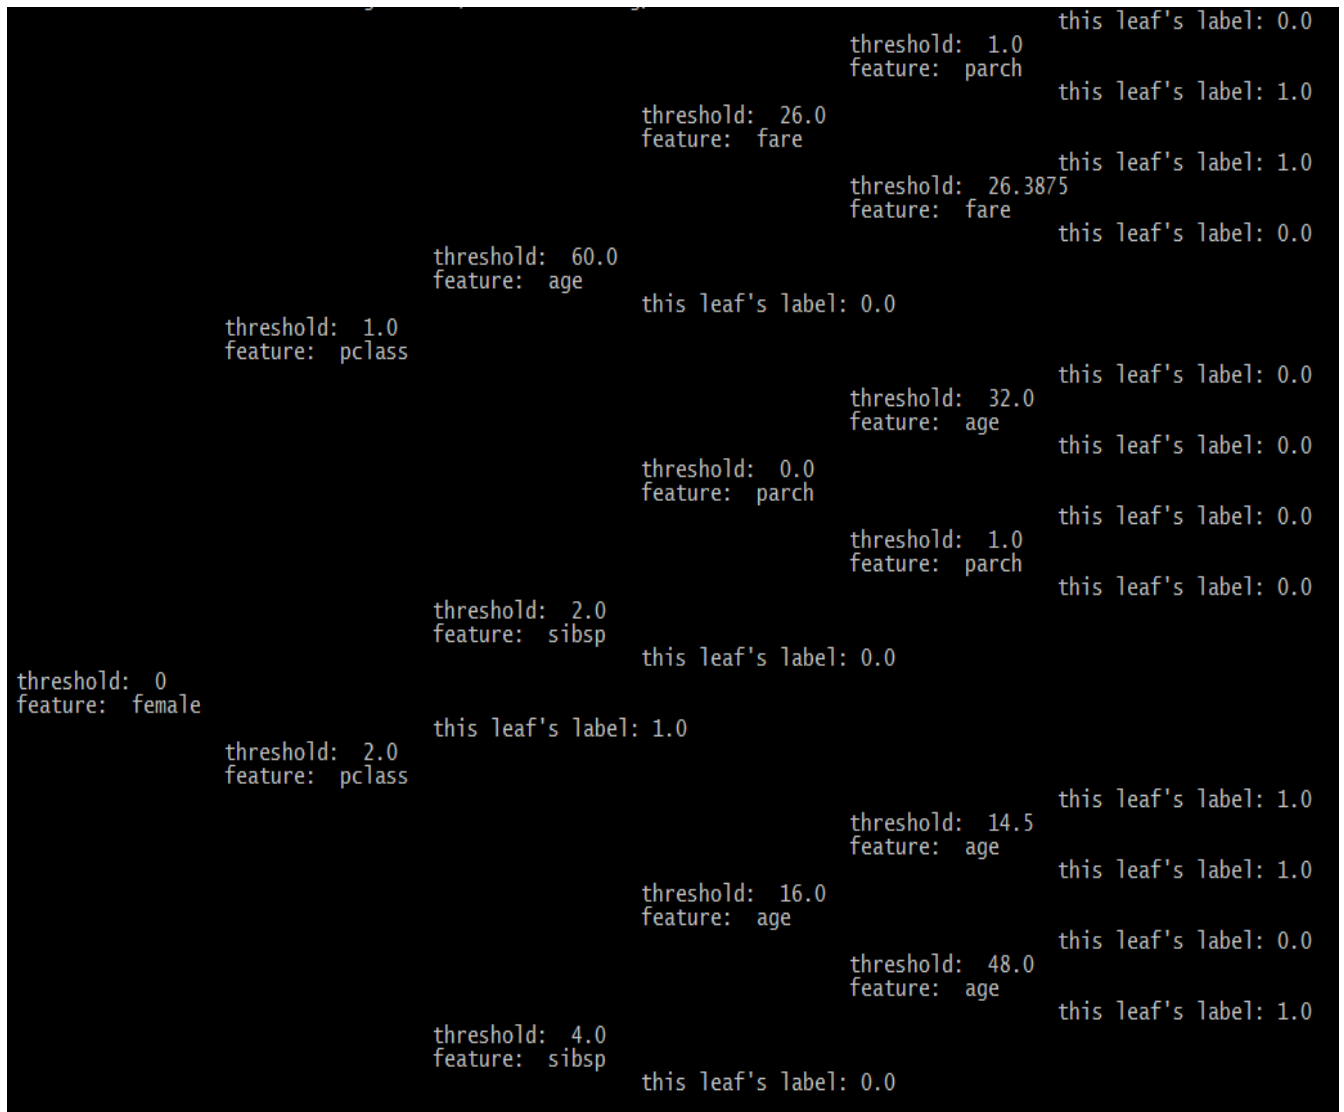 this leaf's label: 0.0
threshold:  1.0
feature:  parch
this leaf's label: 1.0
threshold:  26.0
feature:  fare
this leaf's label: 1.0
threshold:  26.3875
feature:  fare
this leaf's label: 0.0
threshold:  60.0
feature:  age
this leaf's label: 0.0
threshold:  1.0
feature:  pclass
this leaf's label: 0.0
threshold:  32.0
feature:  age
this leaf's label: 0.0
threshold:  0.0
feature:  parch
this leaf's label: 0.0
threshold:  1.0
feature:  parch
this leaf's label: 0.0
threshold:  2.0
feature:  sibsp
this leaf's label: 0.0
threshold:  0
feature:  female
this leaf's label: 1.0
threshold:  2.0
feature:  pclass
this leaf's label: 1.0
threshold:  14.5
feature:  age
this leaf's label: 1.0
threshold:  16.0
feature:  age
this leaf's label: 0.0
threshold:  48.0
feature:  age
this leaf's label: 1.0
threshold:  4.0
feature:  sibsp
this leaf's label: 0.0